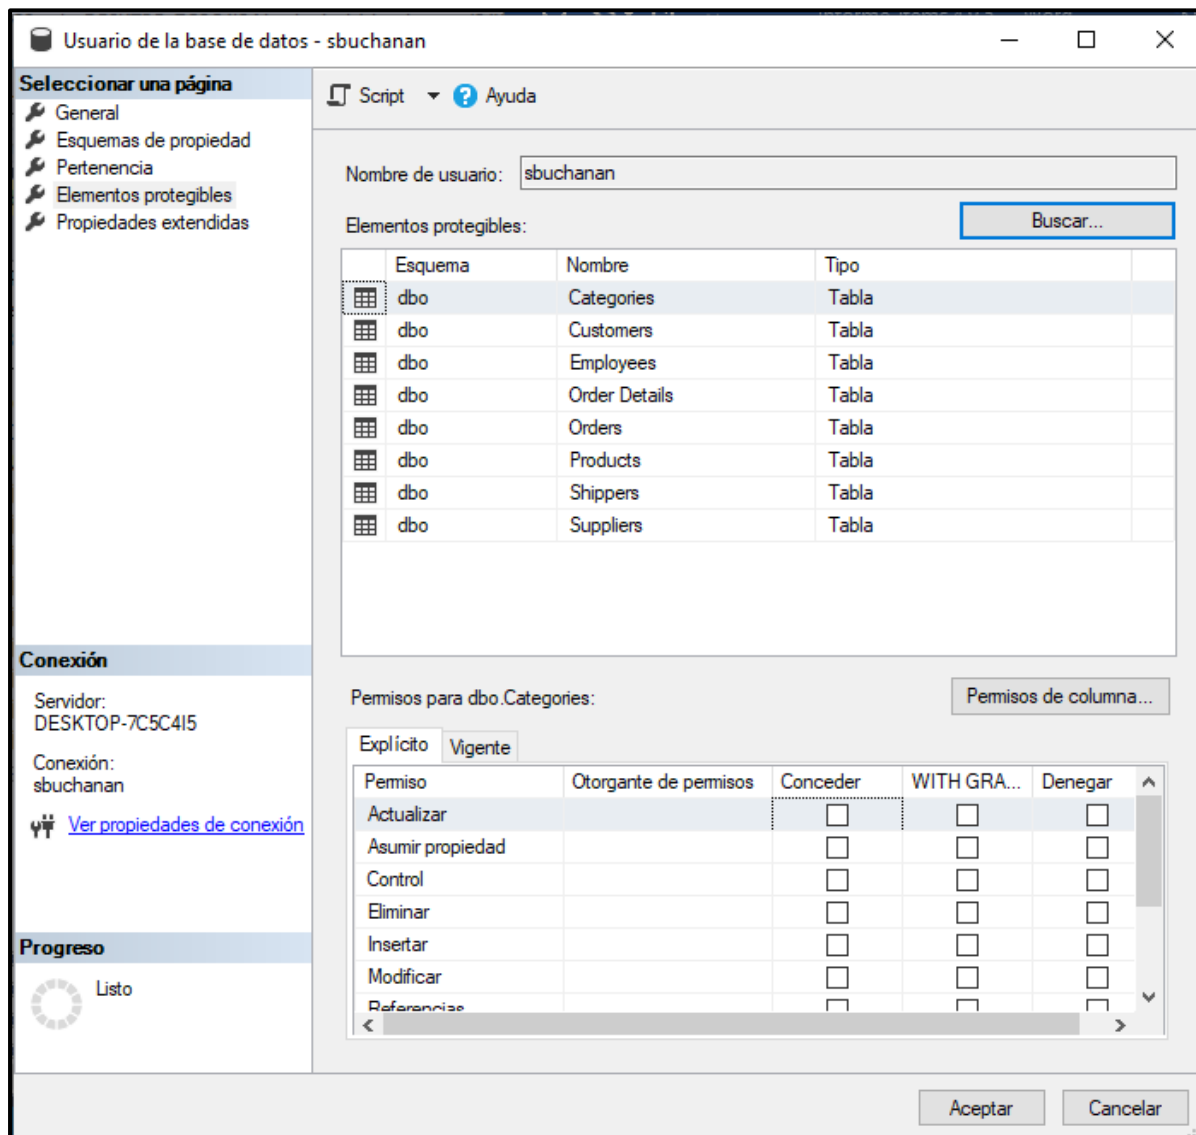 Usuario de la base de datos - sbuchanan
Seleccionar una página
General
Esquemas de propiedad
Pertenencia
Elementos protegibles
Propiedades extendidas
Script
Ayuda
Nombre de usuario: sbuchanan
Elementos protegibles:
Buscar...
Esquema Nombre Tipo
dbo Categories Tabla
dbo Customers Tabla
dbo Employees Tabla
dbo Order Details Tabla
dbo Orders Tabla
dbo Products Tabla
dbo Shippers Tabla
dbo Suppliers Tabla
Conexión
Servidor:
DESKTOP-7C5C4I5
Conexión:
sbuchanan
Ver propiedades de conexión
Progreso
Listo
Permisos para dbo.Categories:
Permisos de columna...
Explícito Vigente
Permiso Otorgante de permisos Conceder WITH GRA... Denegar
Actualizar
Asumir propiedad
Control
Eliminar
Insertar
Modificar
Referencias
Aceptar Cancelar